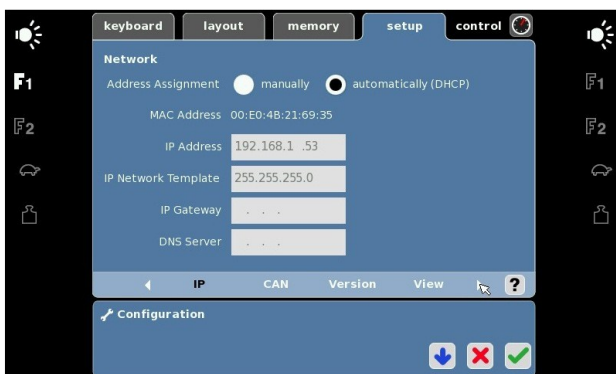 keyboard layout memory setup control
Network
Address Assignment manually automatically (DHCP)
MAC Address 00:E0:4B:21:69:35
IP Address 192.168.1 .53
IP Network Template 255.255.255.0
IP Gateway . . .
DNS Server . . .
F1 F1
F2 F2
IP CAN Version View ?
Configuration